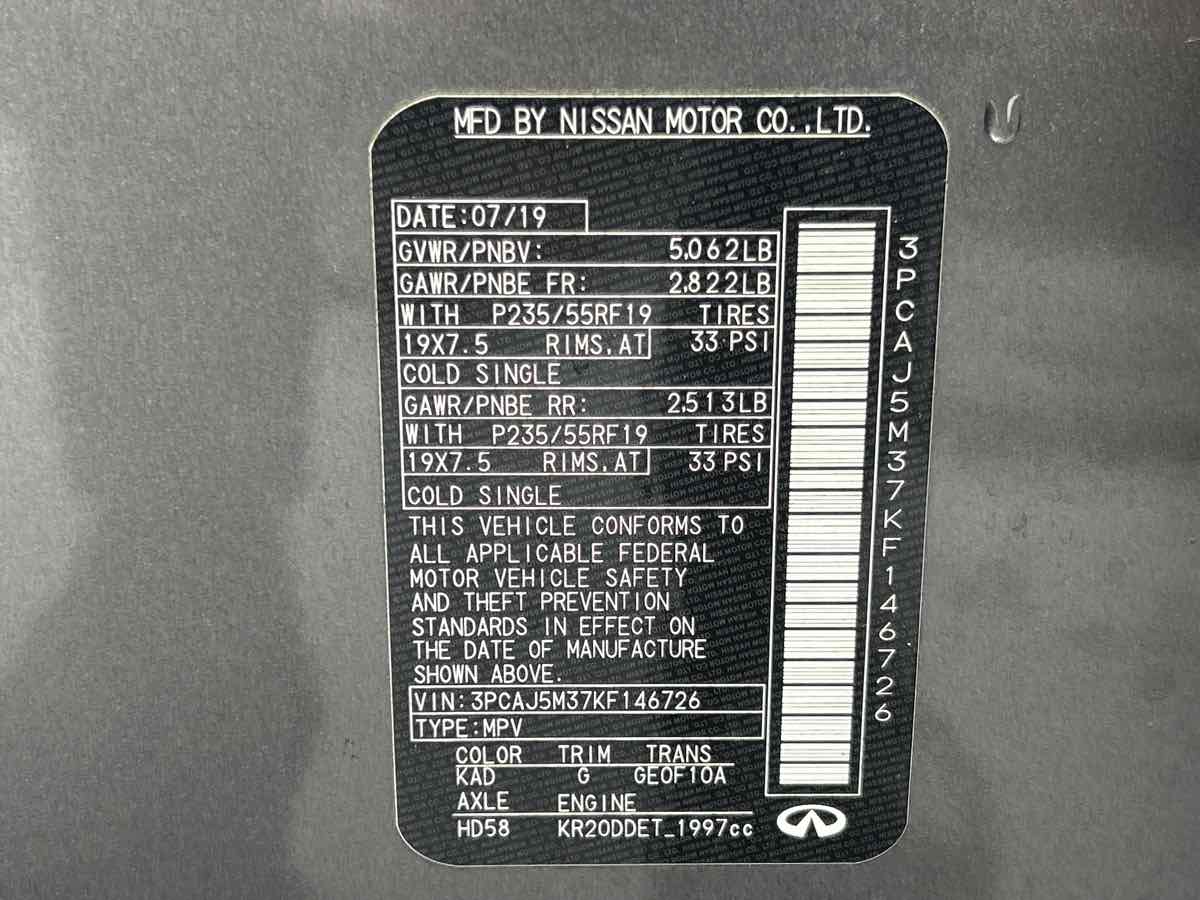 MFD BY NISSAN MOTOR CO.,LTD.
DATE:07/19
GVWR/PNBV: 5,062LB
GAWR/PNBE FR: 2,822LB
WITH P235/55RF19 TIRES
19X7.5 RIMS,AT 33 PSI
COLD SINGLE
GAWR/PNBE RR: 2,513LB
WITH P235/55RF19 TIRES
19X7.5 RIMS,AT 33 PSI
COLD SINGLE
THIS VEHICLE CONFORMS TO
ALL APPLICABLE FEDERAL
MOTOR VEHICLE SAFETY
AND THEFT PREVENTION
STANDARDS IN EFFECT ON
THE DATE OF MANUFACTURE
SHOWN ABOVE.
VIN:3PCAJ5M37KF146726
TYPE:MPV
COLOR TRIM TRANS
KAD G GE0F10A
AXLE ENGINE
HD58 KR20DDET_1997cc
3PCAJ5M37KF146726